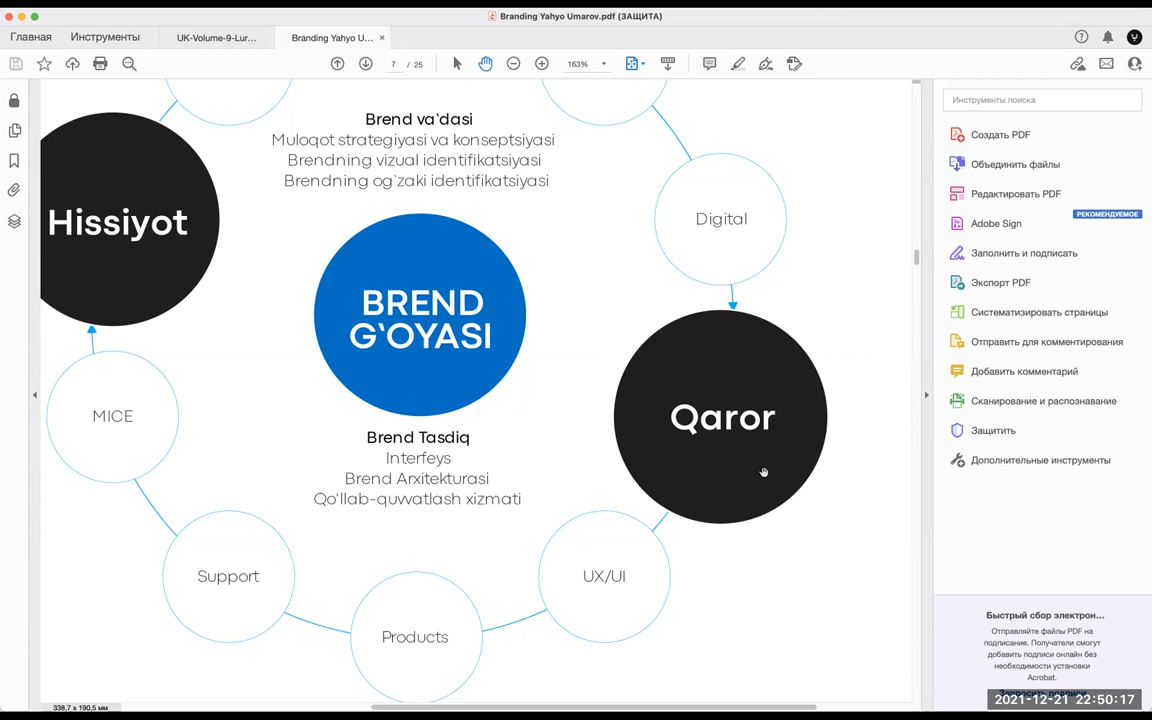 Branding Yahyo Umarov.pdf (ЗАЩИТА)
Главная
Инструменты
UK-Volume-9-Lur...
Branding Yahyo U...
7 / 25
163%
Инструменты поиска
Создать PDF
Объединить файлы
Редактировать PDF
РЕКОМЕНДУЕМОЕ
Adobe Sign
Заполнить и подписать
Экспорт PDF
Систематизировать страницы
Отправить для комментирования
Добавить комментарий
Сканирование и распознавание
Защитить
Дополнительные инструменты
Brend va‘dasi
Muloqot strategiyasi va konseptsiyasi
Brendning vizual identifikatsiyasi
Brendning og‘zaki identifikatsiyasi
Hissiyot
Digital
BREND
G‘OYASI
Qaror
MICE
Brend Tasdiq
Interfeys
Brend Arxitekturasi
Qo'llab-quvvatlash xizmati
Support
UX/UI
Products
Быстрый сбор электрон...
Отправляйте файлы PDF на
подписание. Получатели смогут
добавить подписи онлайн без
необходимости установки
Acrobat.
Запросить подписи
338,7 x 190,5 мм
2021-12-21 22:50:17